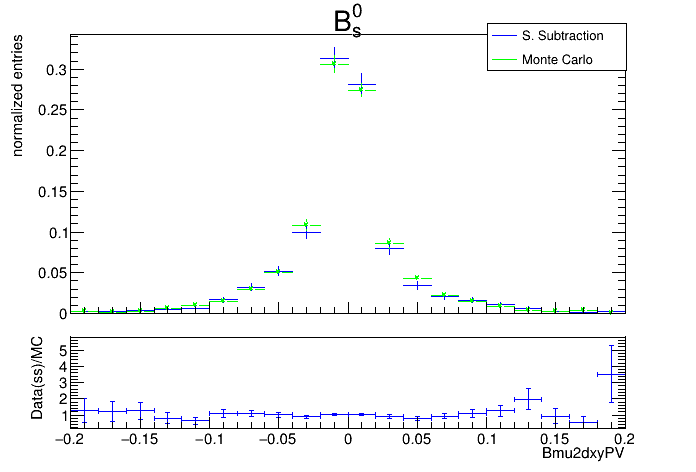 B⁰ₛ
S. Subtraction
Monte Carlo
normalized entries
0.3
0.25
0.2
0.15
0.1
0.05
0
Data(ss)/MC
5
4
3
2
1
−0.2 −0.15 −0.1 −0.05 0 0.05 0.1 0.15 0.2
Bmu2dxyPV